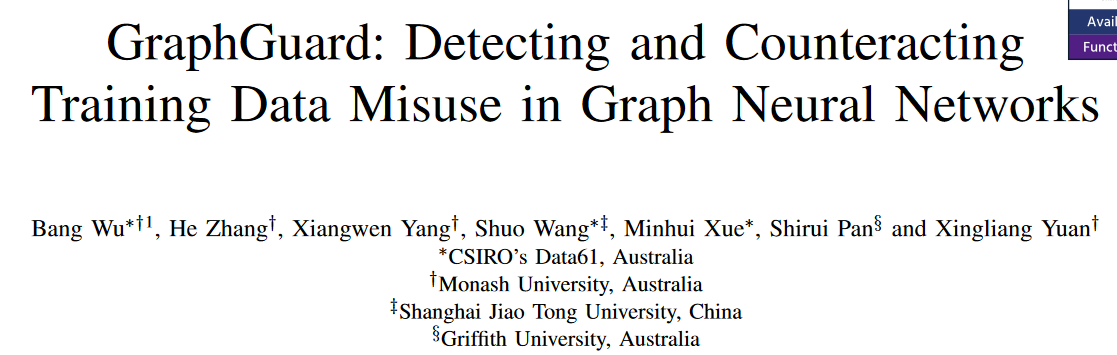 Avail
Funct
GraphGuard: Detecting and Counteracting
Training Data Misuse in Graph Neural Networks
Bang Wu*†1, He Zhang†, Xiangwen Yang†, Shuo Wang*‡, Minhui Xue*, Shirui Pan§ and Xingliang Yuan†
*CSIRO's Data61, Australia
†Monash University, Australia
‡Shanghai Jiao Tong University, China
§Griffith University, Australia